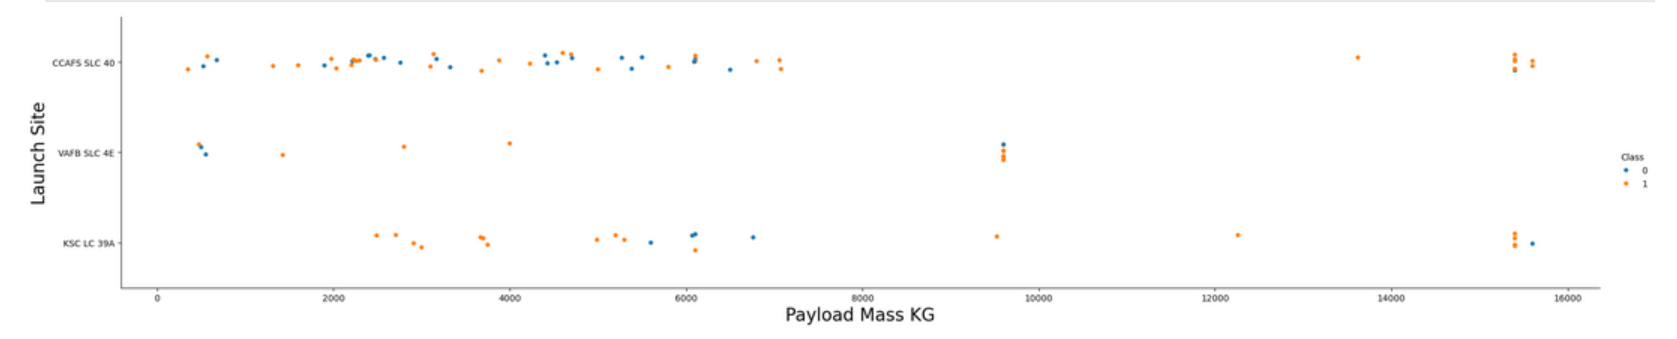 CCAFS SLC 40
VAFB SLC 4E
KSC LC 39A
Launch Site
0 2000 4000 6000 8000 10000 12000 14000 16000
Payload Mass KG
Class
0
1